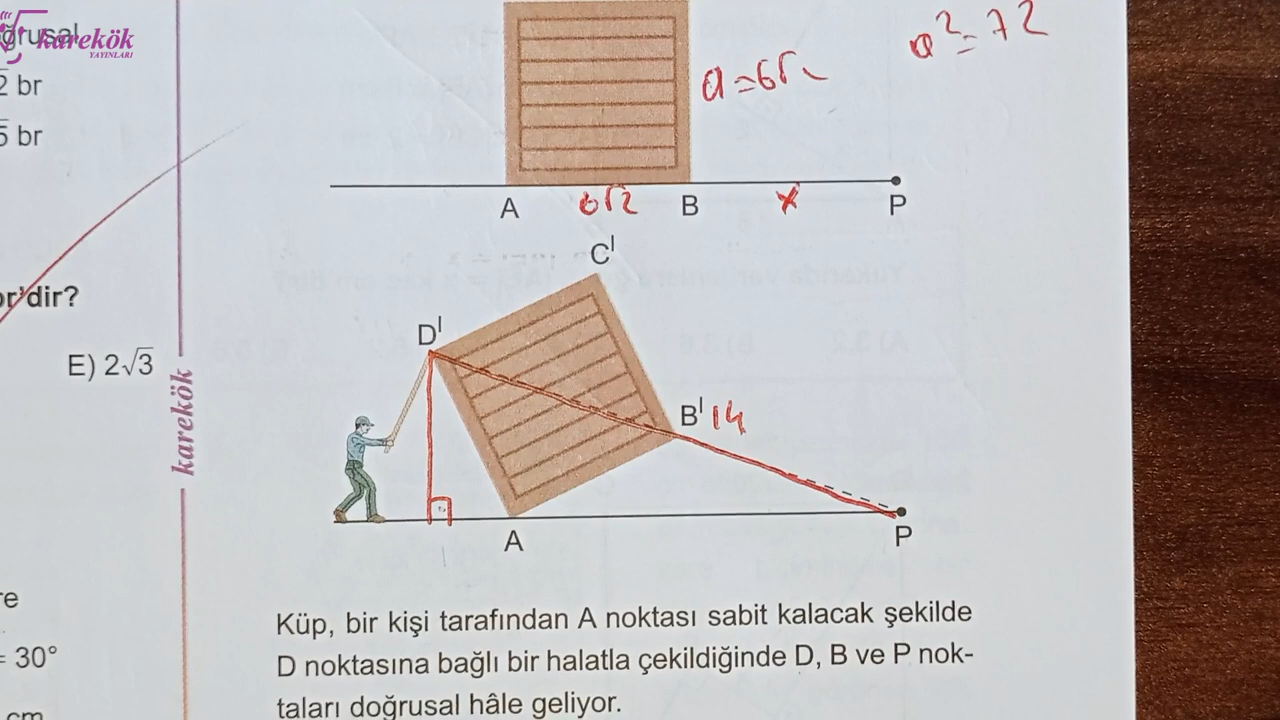 karekök
YAYINLARI
ğrusal
2 br
5 br
or'dir?
E) 2√3
karekök
re
= 30°
cm
a² = 72
a = 6√2
A
6√2
B
x
P
C'
D'
B'
14
A
P
Küp, bir kişi tarafından A noktası sabit kalacak şekilde
D noktasına bağlı bir halatla çekildiğinde D, B ve P nok-
taları doğrusal hâle geliyor.